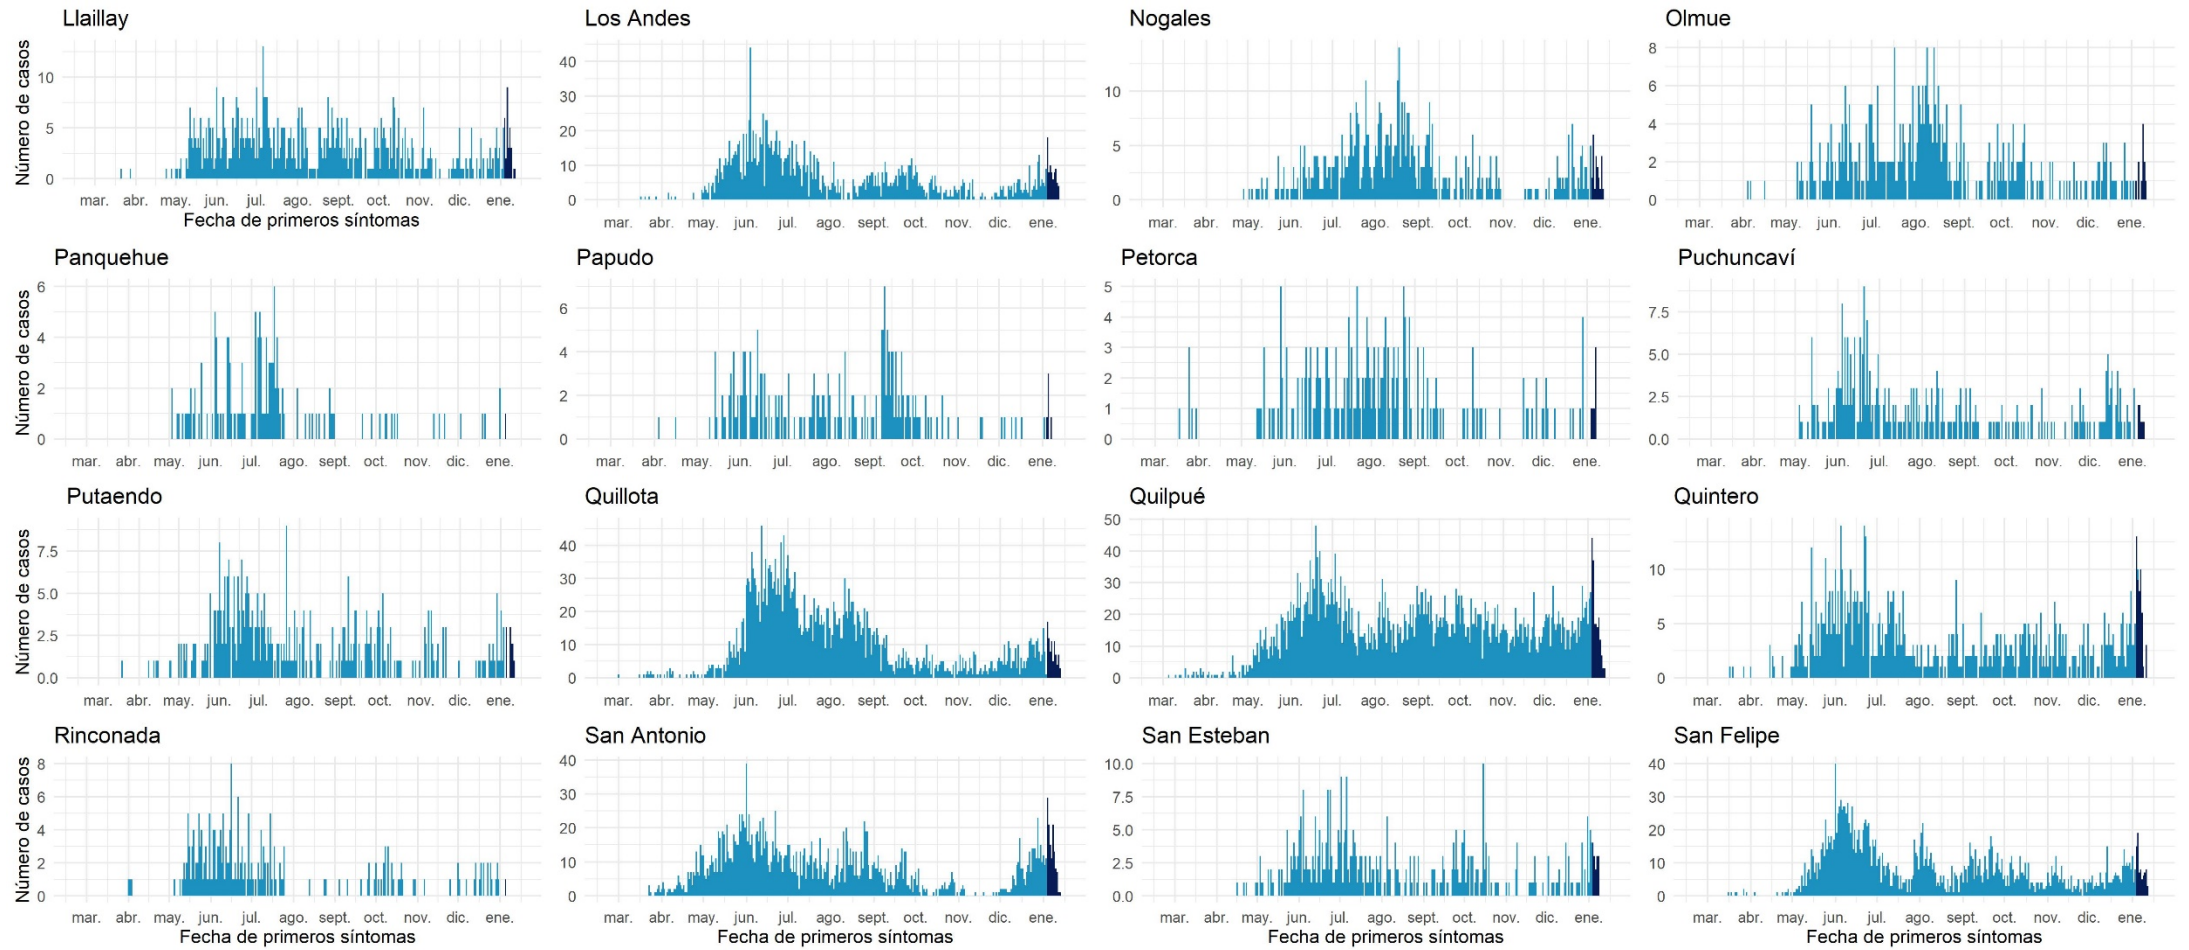 Llaillay
Los Andes
Nogales
Olmue
Número de casos
10
5
0
40
30
20
10
0
10
5
0
8
6
4
2
0
mar. abr. may. jun. jul. ago. sept. oct. nov. dic. ene.
mar. abr. may. jun. jul. ago. sept. oct. nov. dic. ene.
mar. abr. may. jun. jul. ago. sept. oct. nov. dic. ene.
mar. abr. may. jun. jul. ago. sept. oct. nov. dic. ene.
Fecha de primeros síntomas
Panquehue
Papudo
Petorca
Puchuncaví
Número de casos
6
4
2
0
6
4
2
0
5
4
3
2
1
0
7.5
5.0
2.5
0.0
mar. abr. may. jun. jul. ago. sept. oct. nov. dic. ene.
mar. abr. may. jun. jul. ago. sept. oct. nov. dic. ene.
mar. abr. may. jun. jul. ago. sept. oct. nov. dic. ene.
mar. abr. may. jun. jul. ago. sept. oct. nov. dic. ene.
Putaendo
Quillota
Quilpué
Quintero
Número de casos
7.5
5.0
2.5
0.0
40
30
20
10
0
50
40
30
20
10
0
10
5
0
mar. abr. may. jun. jul. ago. sept. oct. nov. dic. ene.
mar. abr. may. jun. jul. ago. sept. oct. nov. dic. ene.
mar. abr. may. jun. jul. ago. sept. oct. nov. dic. ene.
mar. abr. may. jun. jul. ago. sept. oct. nov. dic. ene.
Rinconada
San Antonio
San Esteban
San Felipe
Número de casos
8
6
4
2
0
40
30
20
10
0
10.0
7.5
5.0
2.5
0.0
40
30
20
10
0
mar. abr. may. jun. jul. ago. sept. oct. nov. dic. ene.
mar. abr. may. jun. jul. ago. sept. oct. nov. dic. ene.
mar. abr. may. jun. jul. ago. sept. oct. nov. dic. ene.
mar. abr. may. jun. jul. ago. sept. oct. nov. dic. ene.
Fecha de primeros síntomas
Fecha de primeros síntomas
Fecha de primeros síntomas
Fecha de primeros síntomas